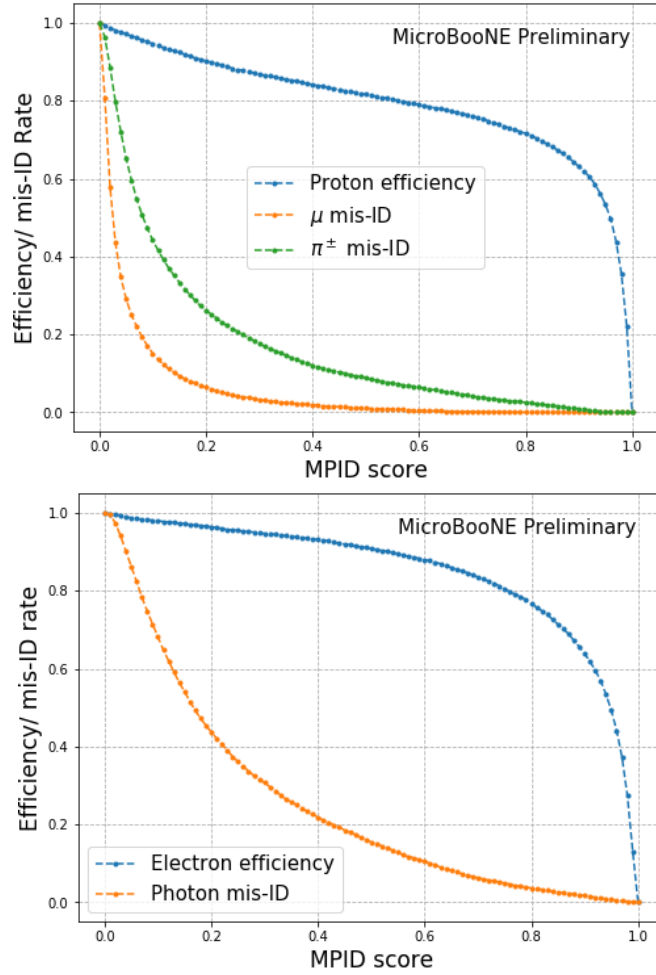 MicroBooNE Preliminary
Efficiency/ mis-ID Rate
1.0
0.8
0.6
0.4
0.2
0.0
Proton efficiency
μ mis-ID
π± mis-ID
0.0 0.2 0.4 0.6 0.8 1.0
MPID score
MicroBooNE Preliminary
Efficiency/ mis-ID rate
1.0
0.8
0.6
0.4
0.2
0.0
Electron efficiency
Photon mis-ID
0.0 0.2 0.4 0.6 0.8 1.0
MPID score